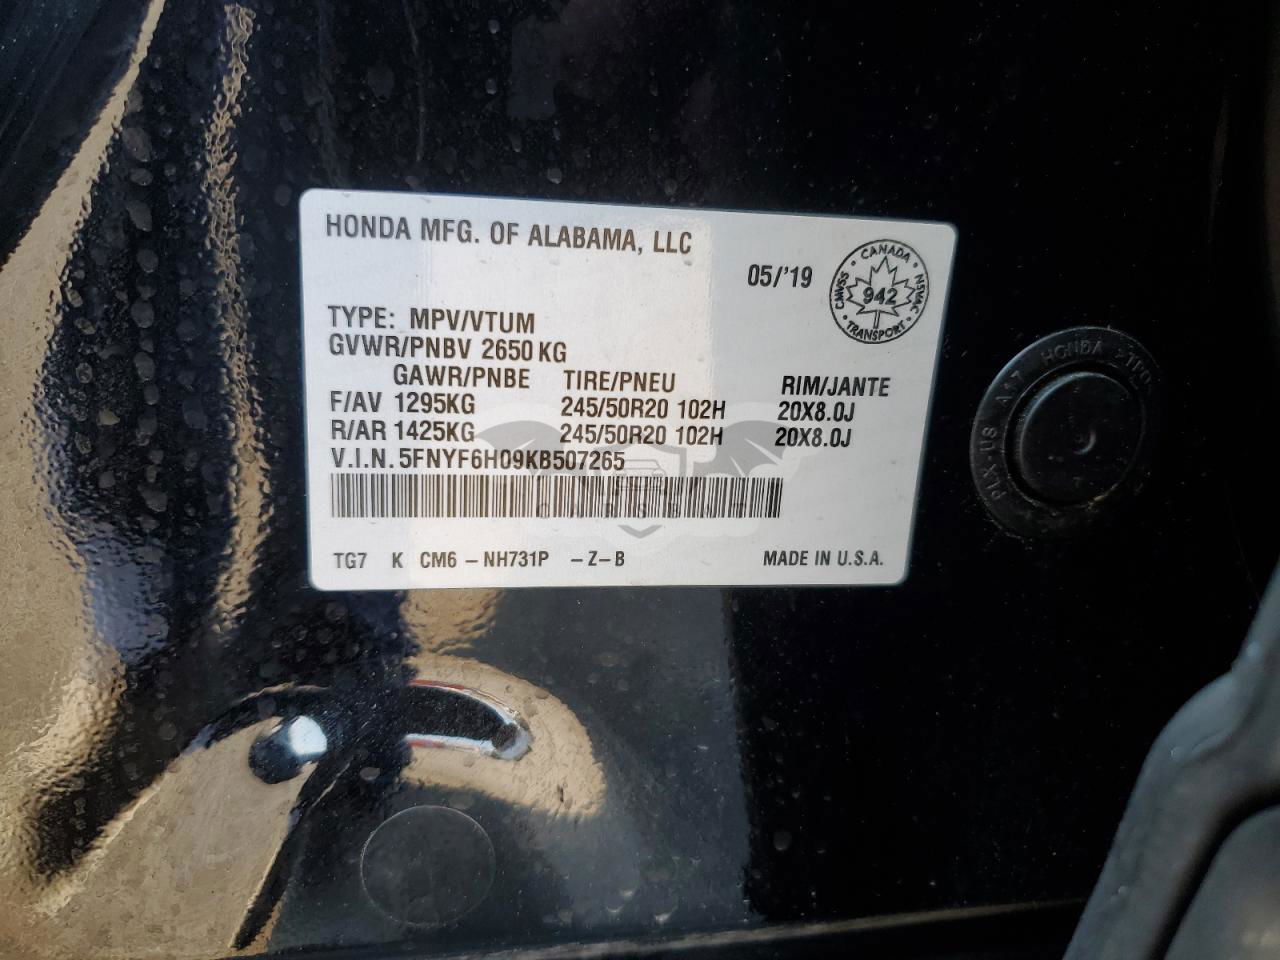 HONDA MFG. OF ALABAMA, LLC
05/'19
CANADA
CMVSS
942
NSVAC
TRANSPORT
TYPE: MPV/VTUM
GVWR/PNBV 2650 KG
GAWR/PNBE TIRE/PNEU RIM/JANTE
F/AV 1295KG 245/50R20 102H 20X8.0J
R/AR 1425KG 245/50R20 102H 20X8.0J
V.I.N. 5FNYF6H09KB507265
TG7 K CM6 - NH731P - Z - B MADE IN U.S.A.
HONDA